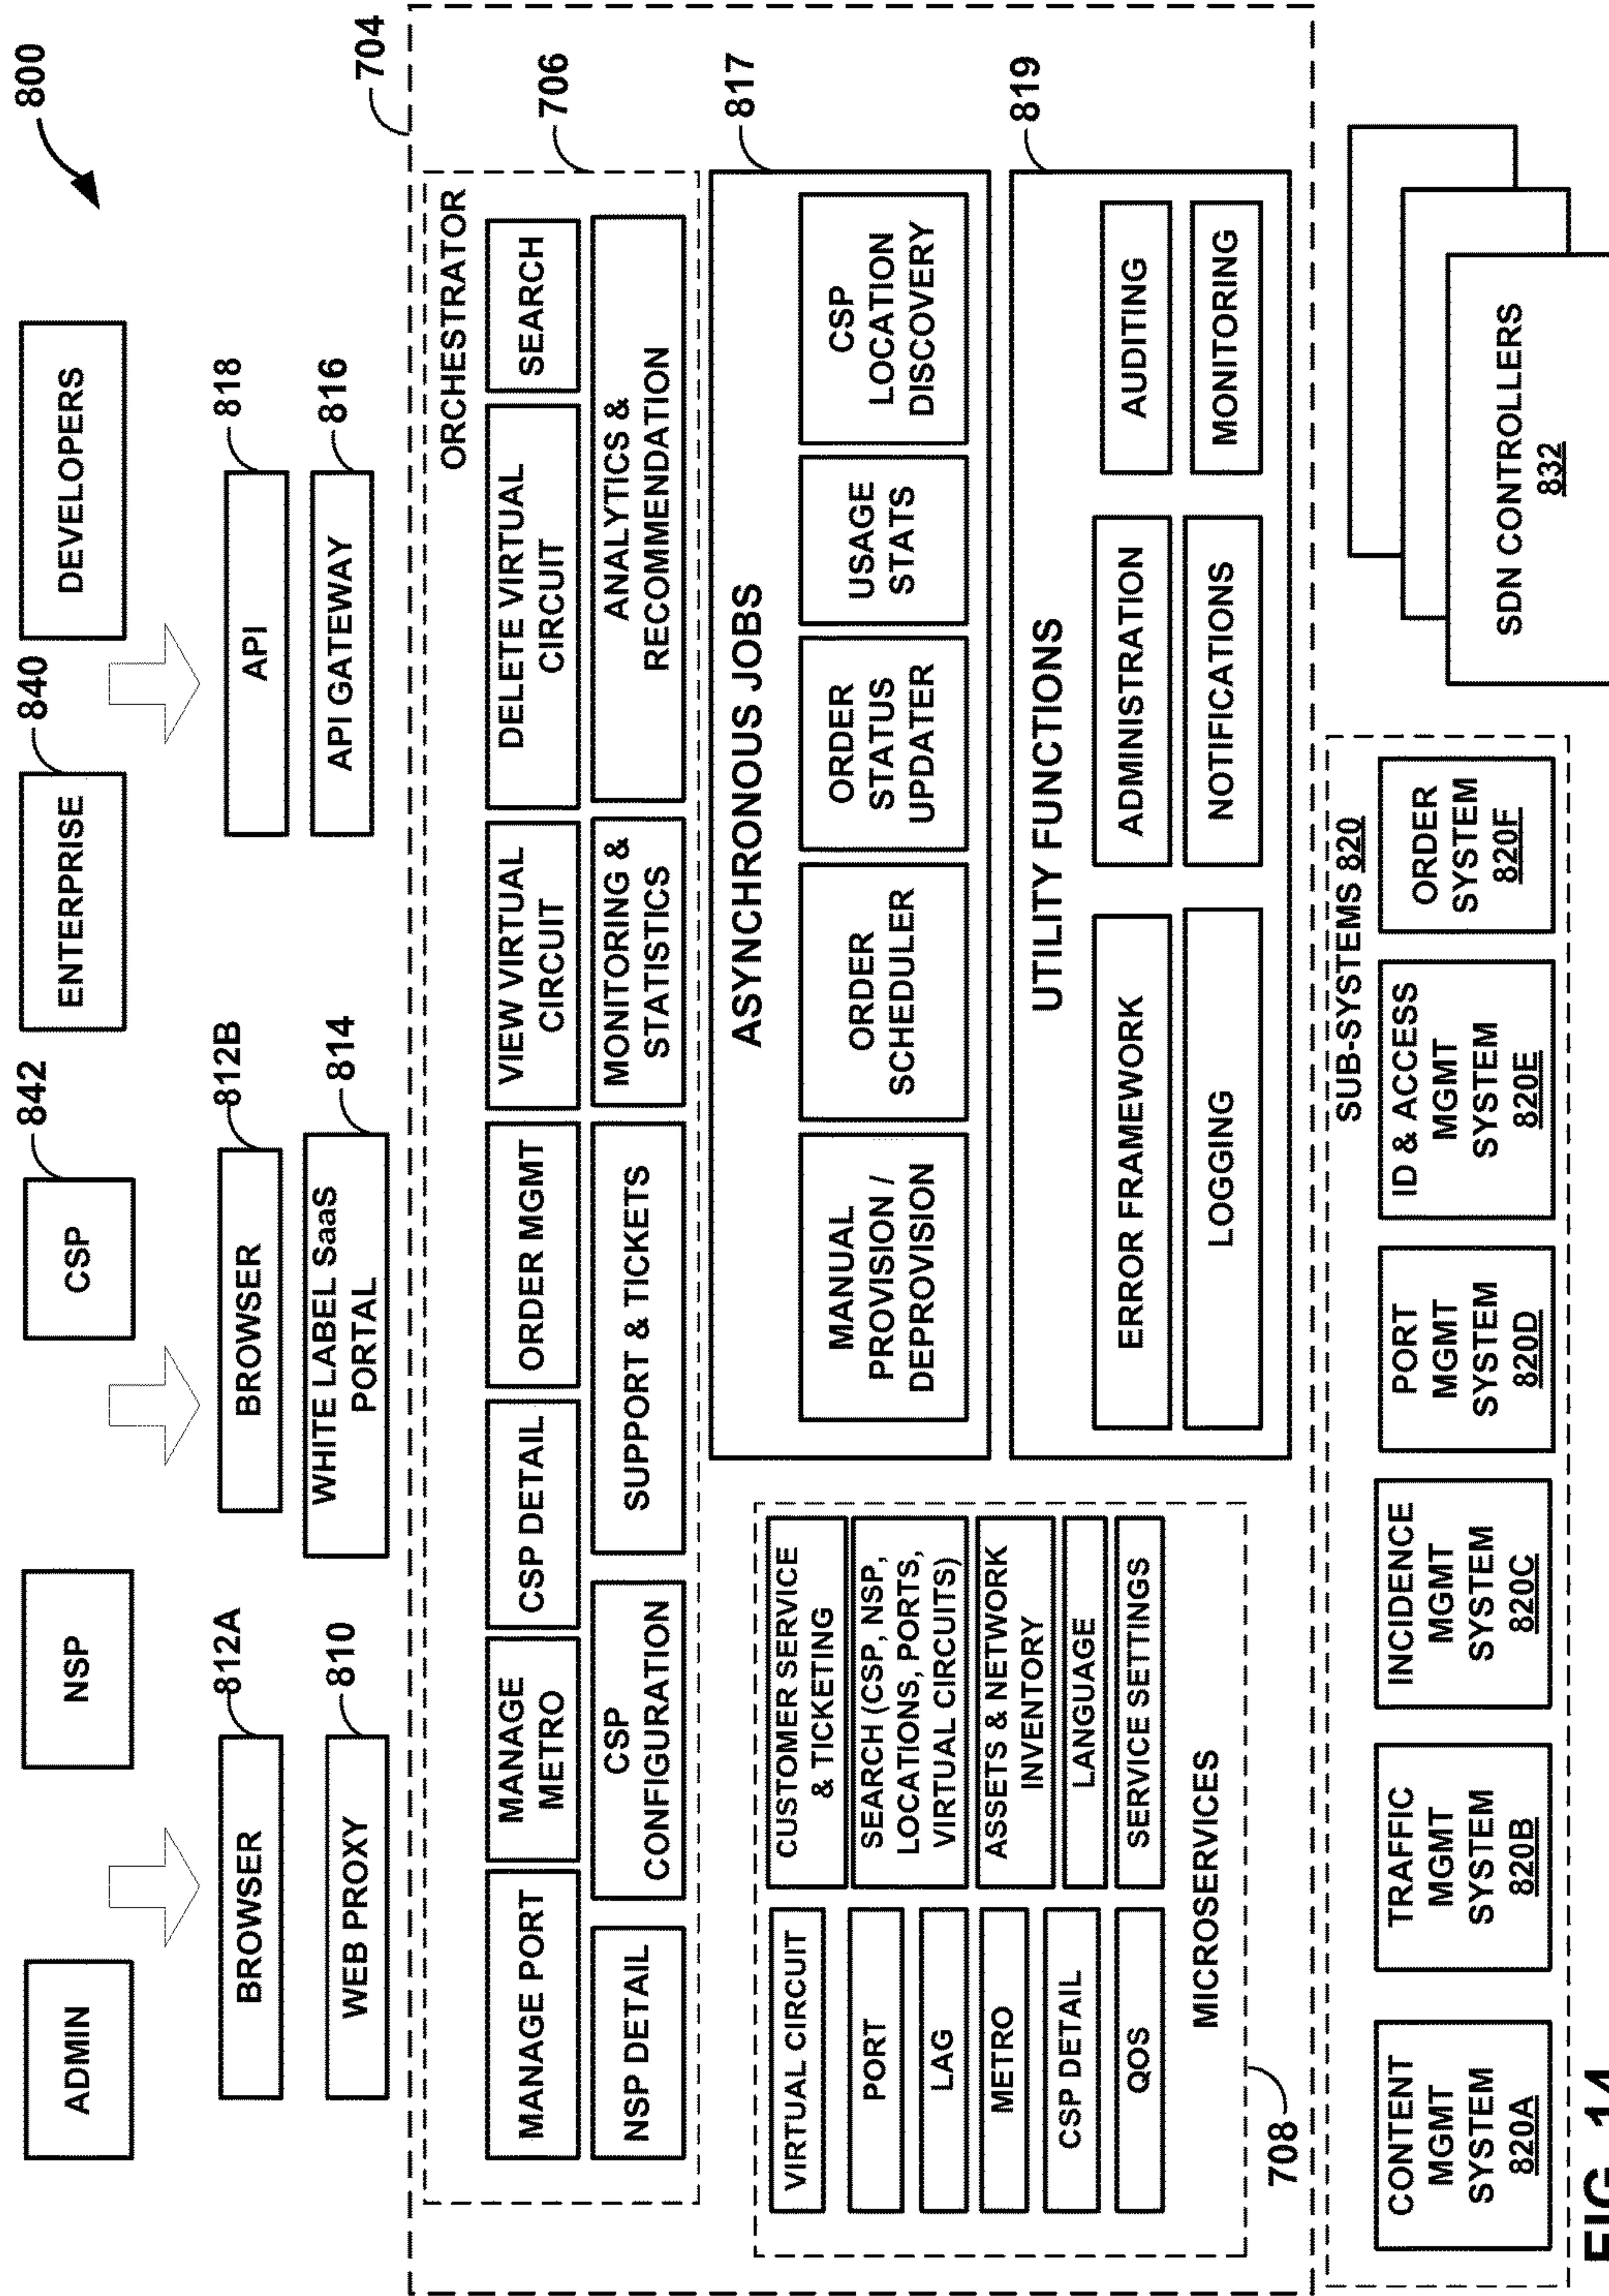 800
ADMIN
NSP
CSP
842
ENTERPRISE
840
DEVELOPERS
BROWSER
812A
WEB PROXY
810
BROWSER
812B
WHITE LABEL SaaS
PORTAL
814
API
818
API GATEWAY
816
704
ORCHESTRATOR
706
MANAGE PORT
MANAGE
METRO
CSP DETAIL
ORDER MGMT
VIEW VIRTUAL
CIRCUIT
DELETE VIRTUAL
CIRCUIT
SEARCH
NSP DETAIL
CSP
CONFIGURATION
SUPPORT & TICKETS
MONITORING &
STATISTICS
ANALYTICS &
RECOMMENDATION
VIRTUAL CIRCUIT
PORT
LAG
METRO
CSP DETAIL
QOS
CUSTOMER SERVICE
& TICKETING
SEARCH (CSP, NSP,
LOCATIONS, PORTS,
VIRTUAL CIRCUITS)
ASSETS & NETWORK
INVENTORY
LANGUAGE
SERVICE SETTINGS
MICROSERVICES
708
ASYNCHRONOUS JOBS
817
MANUAL
PROVISION /
DEPROVISION
ORDER
SCHEDULER
ORDER
STATUS
UPDATER
USAGE
STATS
CSP
LOCATION
DISCOVERY
UTILITY FUNCTIONS
819
ERROR FRAMEWORK
ADMINISTRATION
AUDITING
LOGGING
NOTIFICATIONS
MONITORING
SUB-SYSTEMS 820
CONTENT
MGMT
SYSTEM
820A
TRAFFIC
MGMT
SYSTEM
820B
INCIDENCE
MGMT
SYSTEM
820C
PORT
MGMT
SYSTEM
820D
ID & ACCESS
MGMT
SYSTEM
820E
ORDER
SYSTEM
820F
SDN CONTROLLERS
832
FIG. 14